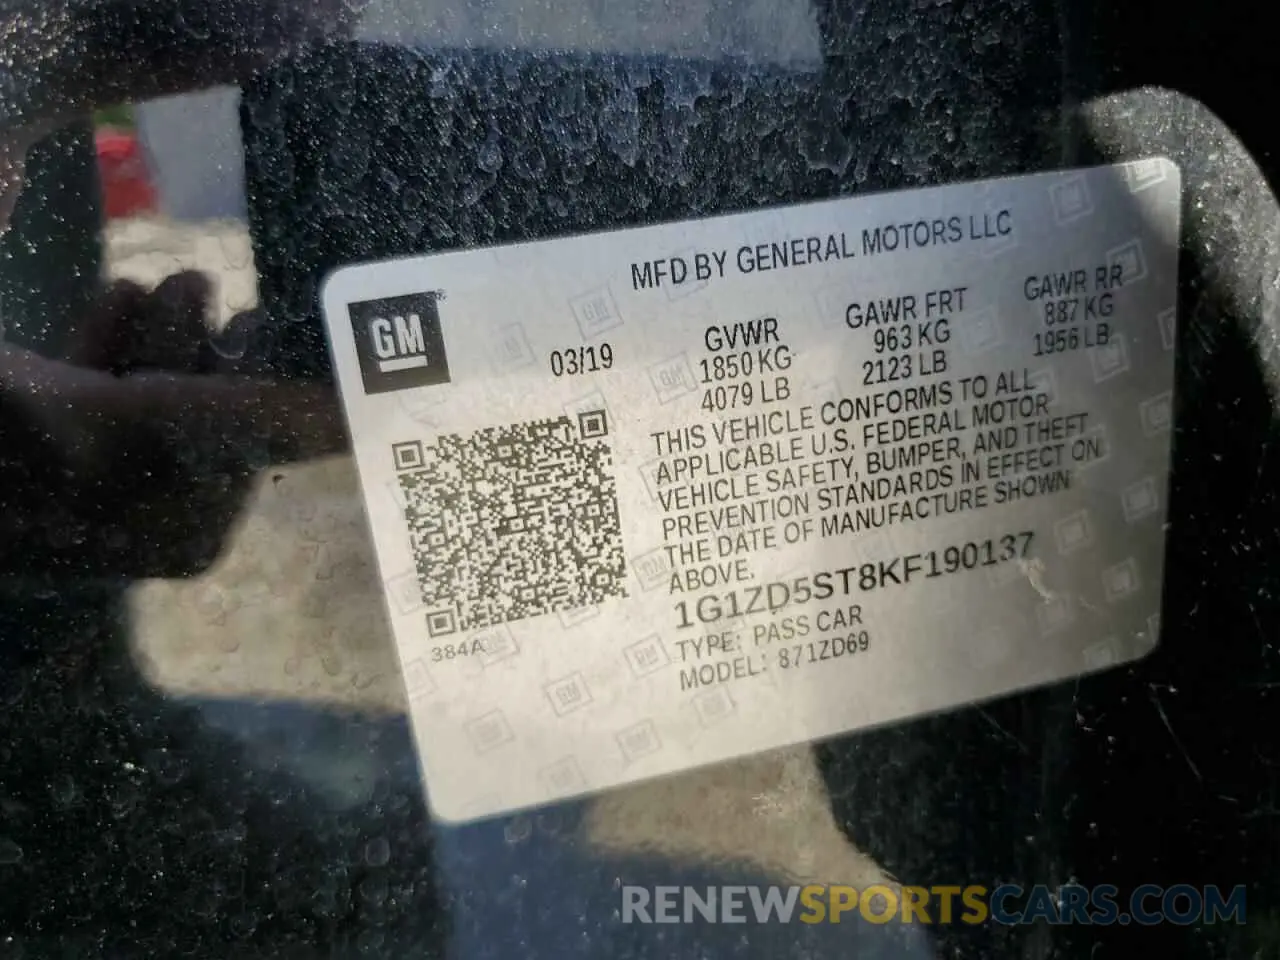 MFD BY GENERAL MOTORS LLC
GM®
03/19
GVWR
1850 KG
4079 LB
GAWR FRT
963 KG
2123 LB
GAWR RR
887 KG
1956 LB
THIS VEHICLE CONFORMS TO ALL
APPLICABLE U.S. FEDERAL MOTOR
VEHICLE SAFETY, BUMPER, AND THEFT
PREVENTION STANDARDS IN EFFECT ON
THE DATE OF MANUFACTURE SHOWN
ABOVE.
1G1ZD5ST8KF190137
TYPE: PASS CAR
MODEL: 871ZD69
384A
RENEWSPORTSCARS.COM